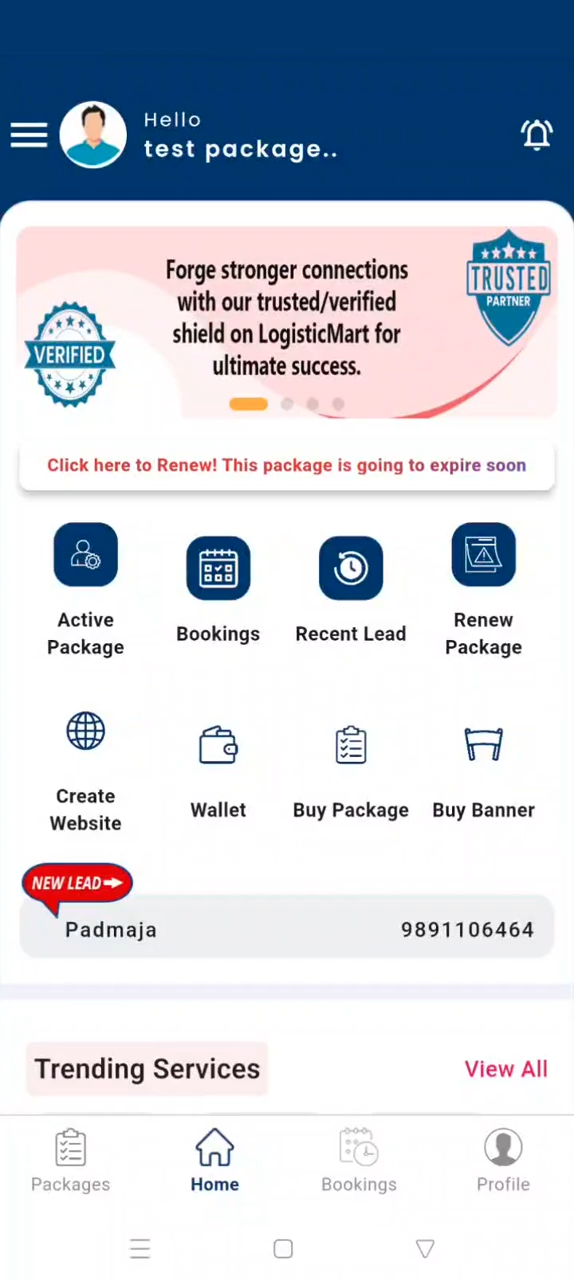 Hello
test package..
Forge stronger connections
with our trusted/verified
shield on LogisticMart for
ultimate success.
TRUSTED
PARTNER
VERIFIED
Click here to Renew! This package is going to expire soon
Active
Package
Bookings
Recent Lead
Renew
Package
Create
Website
Wallet
Buy Package
Buy Banner
NEW LEAD
Padmaja 9891106464
Trending Services View All
Packages Home Bookings Profile